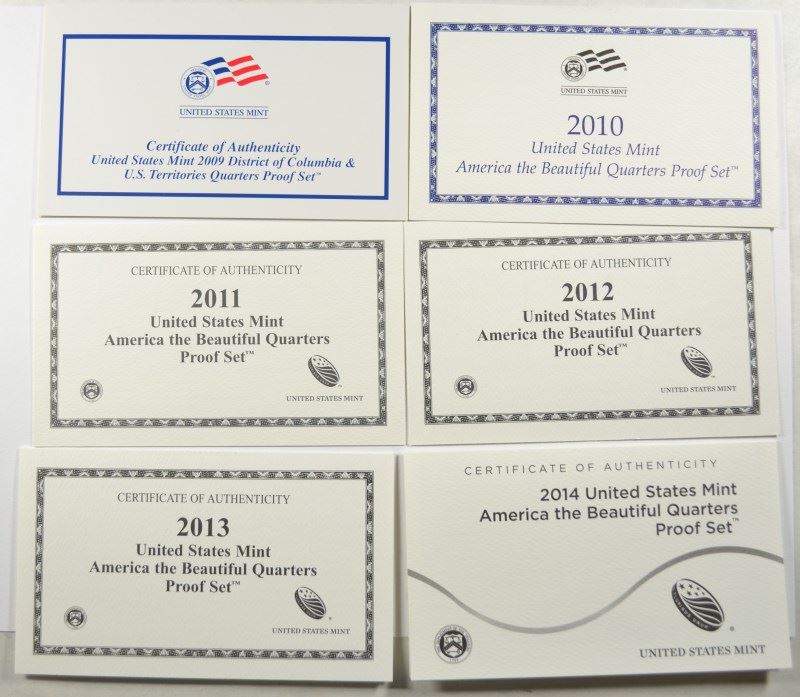 UNITED STATES MINT
Certificate of Authenticity
United States Mint 2009 District of Columbia &
U.S. Territories Quarters Proof Set™
UNITED STATES MINT
2010
United States Mint
America the Beautiful Quarters Proof Set™
CERTIFICATE OF AUTHENTICITY
2011
United States Mint
America the Beautiful Quarters
Proof Set™
UNITED STATES MINT
CERTIFICATE OF AUTHENTICITY
2012
United States Mint
America the Beautiful Quarters
Proof Set™
UNITED STATES MINT
CERTIFICATE OF AUTHENTICITY
2013
United States Mint
America the Beautiful Quarters
Proof Set™
UNITED STATES MINT
CERTIFICATE OF AUTHENTICITY
2014 United States Mint
America the Beautiful Quarters
Proof Set™
UNITED STATES MINT